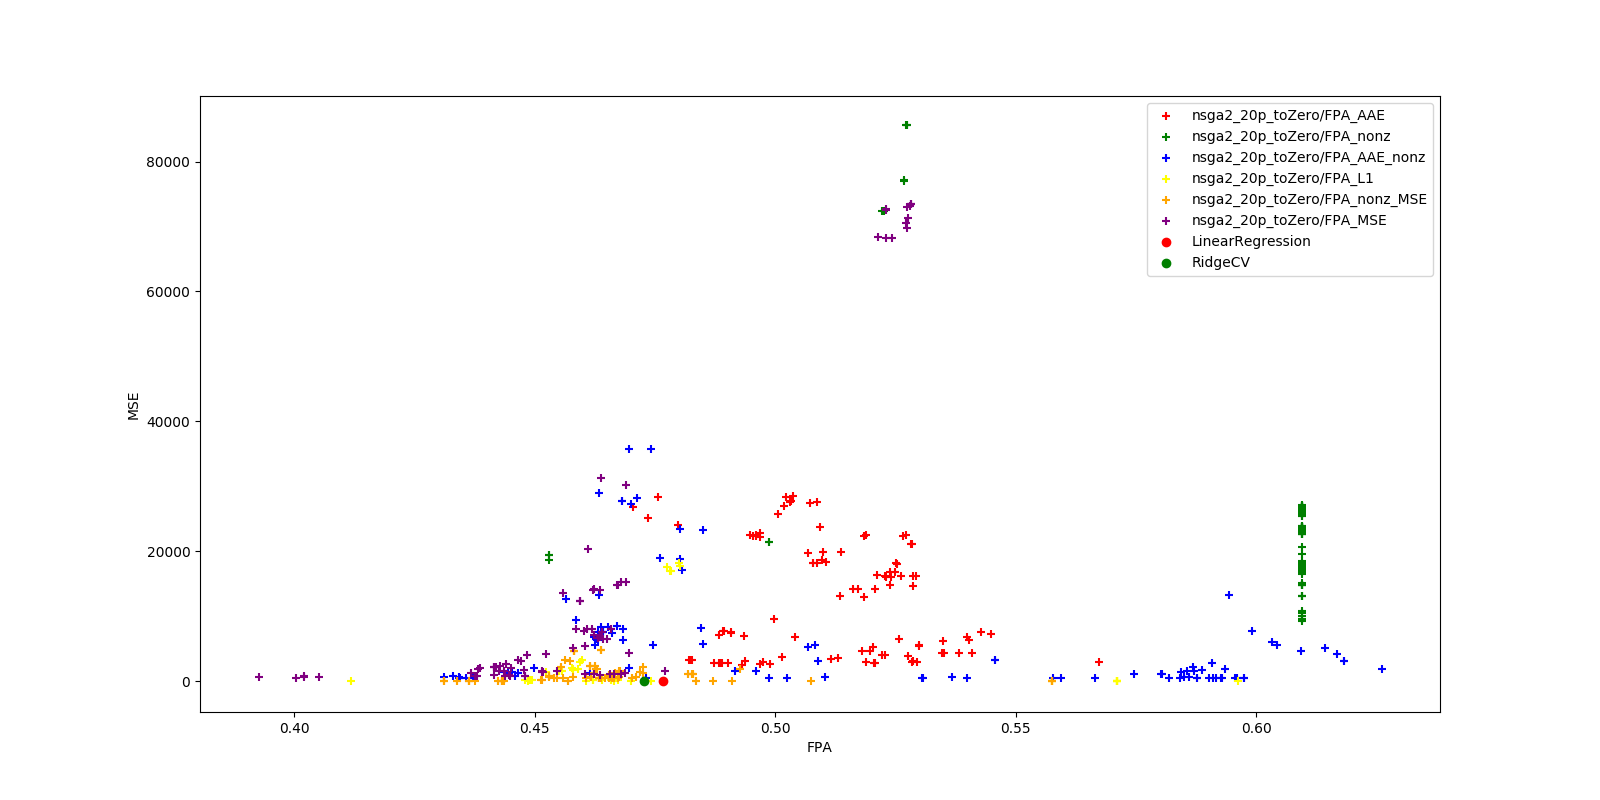 nsga2_20p_toZero/FPA_AAE
nsga2_20p_toZero/FPA_nonz
nsga2_20p_toZero/FPA_AAE_nonz
nsga2_20p_toZero/FPA_L1
nsga2_20p_toZero/FPA_nonz_MSE
nsga2_20p_toZero/FPA_MSE
LinearRegression
RidgeCV
80000
60000
40000
20000
0
MSE
0.40 0.45 0.50 0.55 0.60
FPA